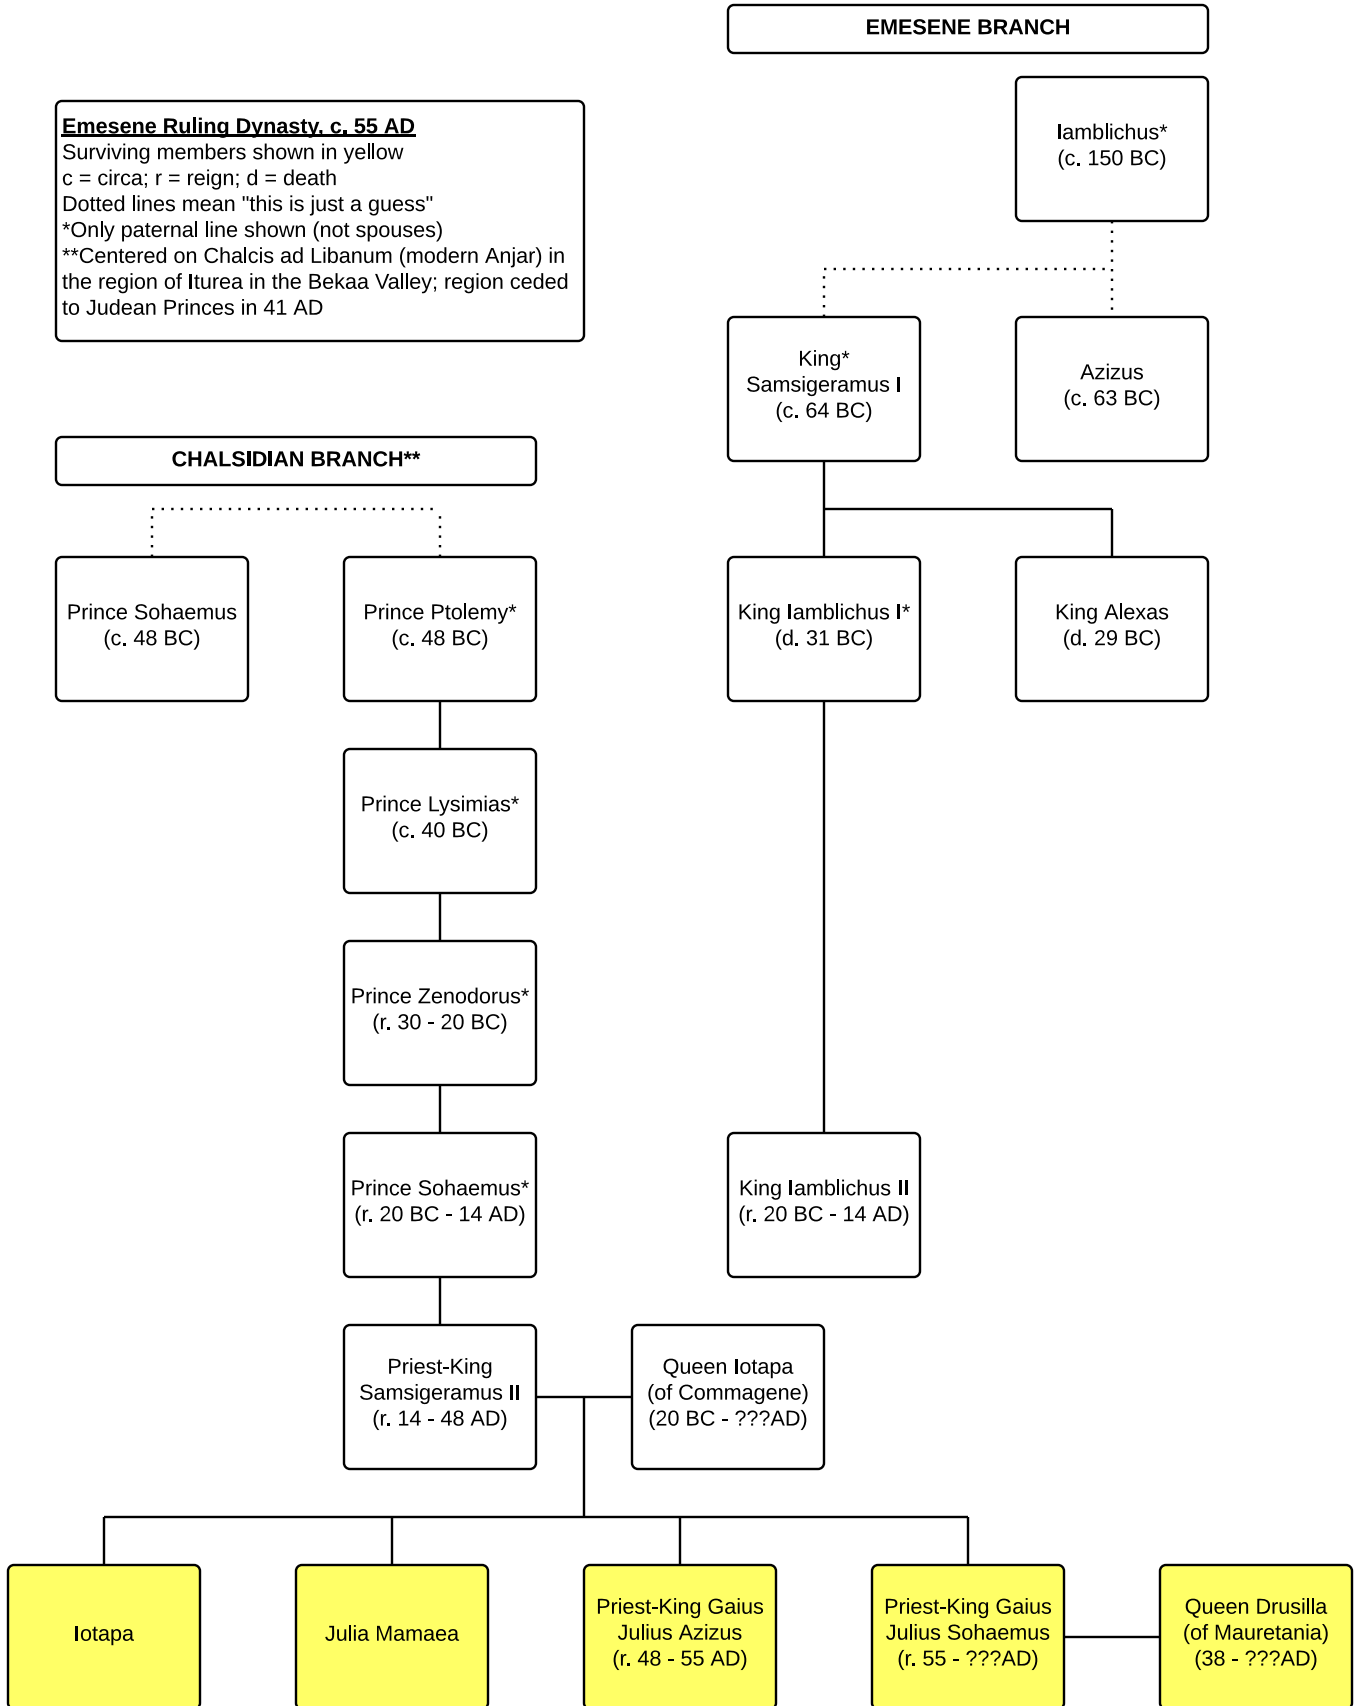 EMESENE BRANCH
Iamblichus*
(c. 150 BC)
Emesene Ruling Dynasty, c. 55 AD
Surviving members shown in yellow
c = circa; r = reign; d = death
Dotted lines mean "this is just a guess"
*Only paternal line shown (not spouses)
**Centered on Chalcis ad Libanum (modern Anjar) in
the region of Iturea in the Bekaa Valley; region ceded
to Judean Princes in 41 AD
King*
Samsigeramus I
(c. 64 BC)
Azizus
(c. 63 BC)
CHALSIDIAN BRANCH**
Prince Sohaemus
(c. 48 BC)
Prince Ptolemy*
(c. 48 BC)
King Iamblichus I*
(d. 31 BC)
King Alexas
(d. 29 BC)
Prince Lysimias*
(c. 40 BC)
Prince Zenodorus*
(r. 30 - 20 BC)
Prince Sohaemus*
(r. 20 BC - 14 AD)
King Iamblichus II
(r. 20 BC - 14 AD)
Priest-King
Samsigeramus II
(r. 14 - 48 AD)
Queen Iotapa
(of Commagene)
(20 BC - ???AD)
Iotapa
Julia Mamaea
Priest-King Gaius
Julius Azizus
(r. 48 - 55 AD)
Priest-King Gaius
Julius Sohaemus
(r. 55 - ???AD)
Queen Drusilla
(of Mauretania)
(38 - ???AD)